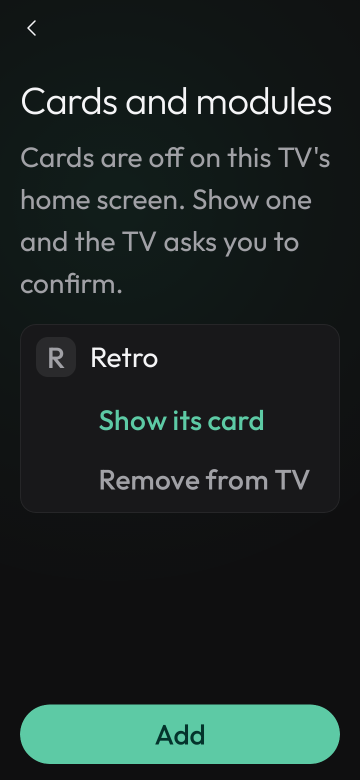 Cards and modules
Cards are off on this TV's
home screen. Show one
and the TV asks you to
confirm.
R Retro
Show its card
Remove from TV
Add